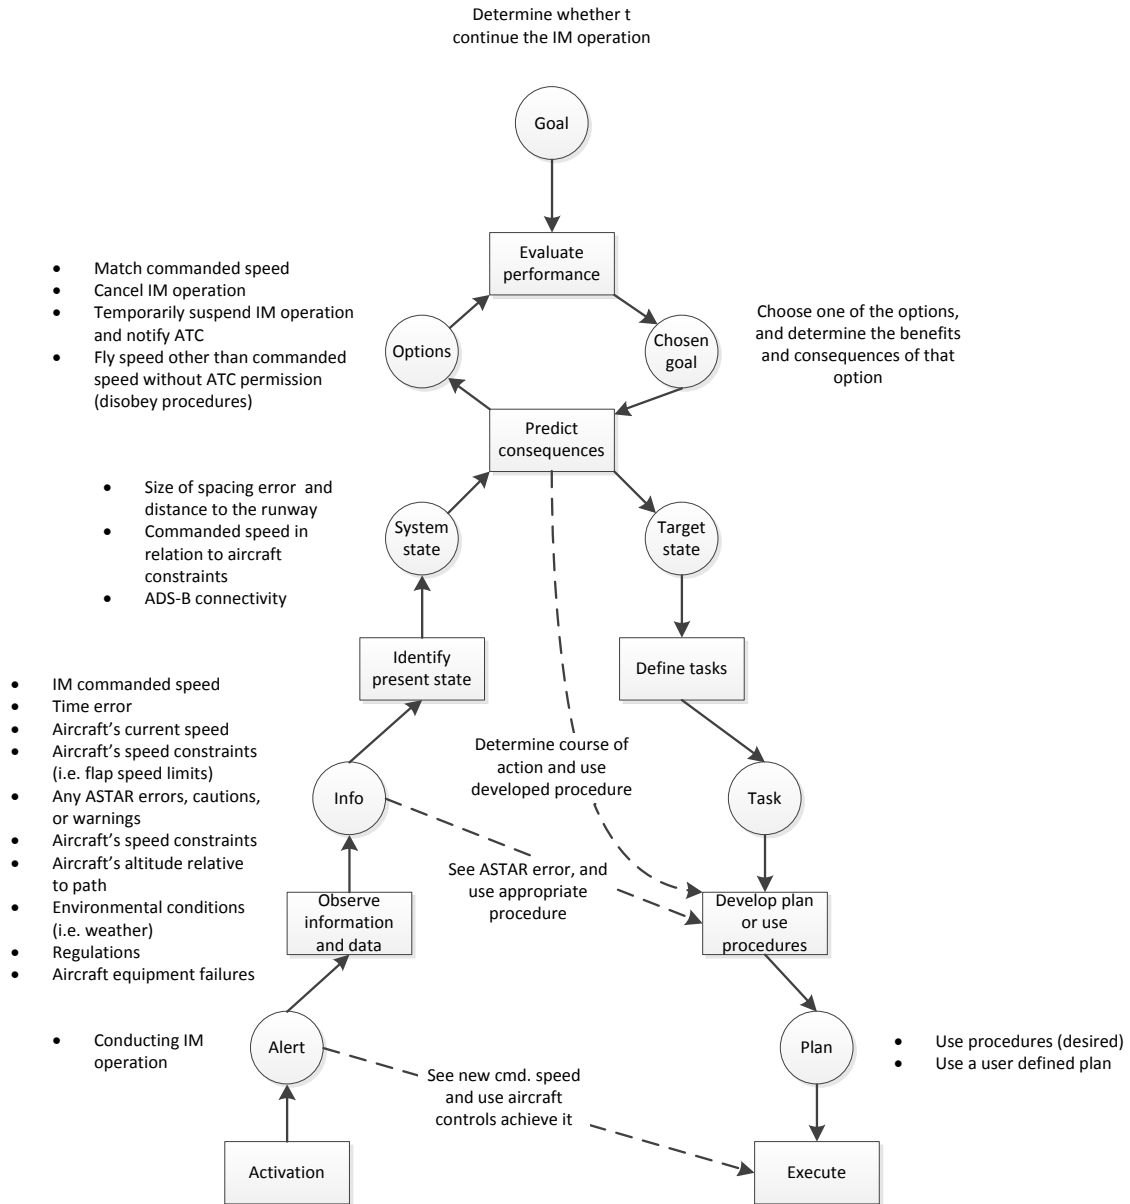 Determine whether t
continue the IM operation
Goal
Evaluate
performance
• Match commanded speed
• Cancel IM operation
• Temporarily suspend IM operation
and notify ATC
• Fly speed other than commanded
speed without ATC permission
(disobey procedures)
Options
Chosen
goal
Choose one of the options,
and determine the benefits
and consequences of that
option
Predict
consequences
• Size of spacing error and
distance to the runway
• Commanded speed in
relation to aircraft
constraints
• ADS-B connectivity
System
state
Target
state
Identify
present state
Define tasks
• IM commanded speed
• Time error
• Aircraft's current speed
• Aircraft's speed constraints
(i.e. flap speed limits)
• Any ASTAR errors, cautions,
or warnings
• Aircraft's speed constraints
• Aircraft's altitude relative
to path
• Environmental conditions
(i.e. weather)
• Regulations
• Aircraft equipment failures
Determine course of
action and use
developed procedure
Info
Task
See ASTAR error, and
use appropriate
procedure
Observe
information
and data
Develop plan
or use
procedures
• Conducting IM
operation
Alert
Plan
• Use procedures (desired)
• Use a user defined plan
See new cmd. speed
and use aircraft
controls achieve it
Activation
Execute